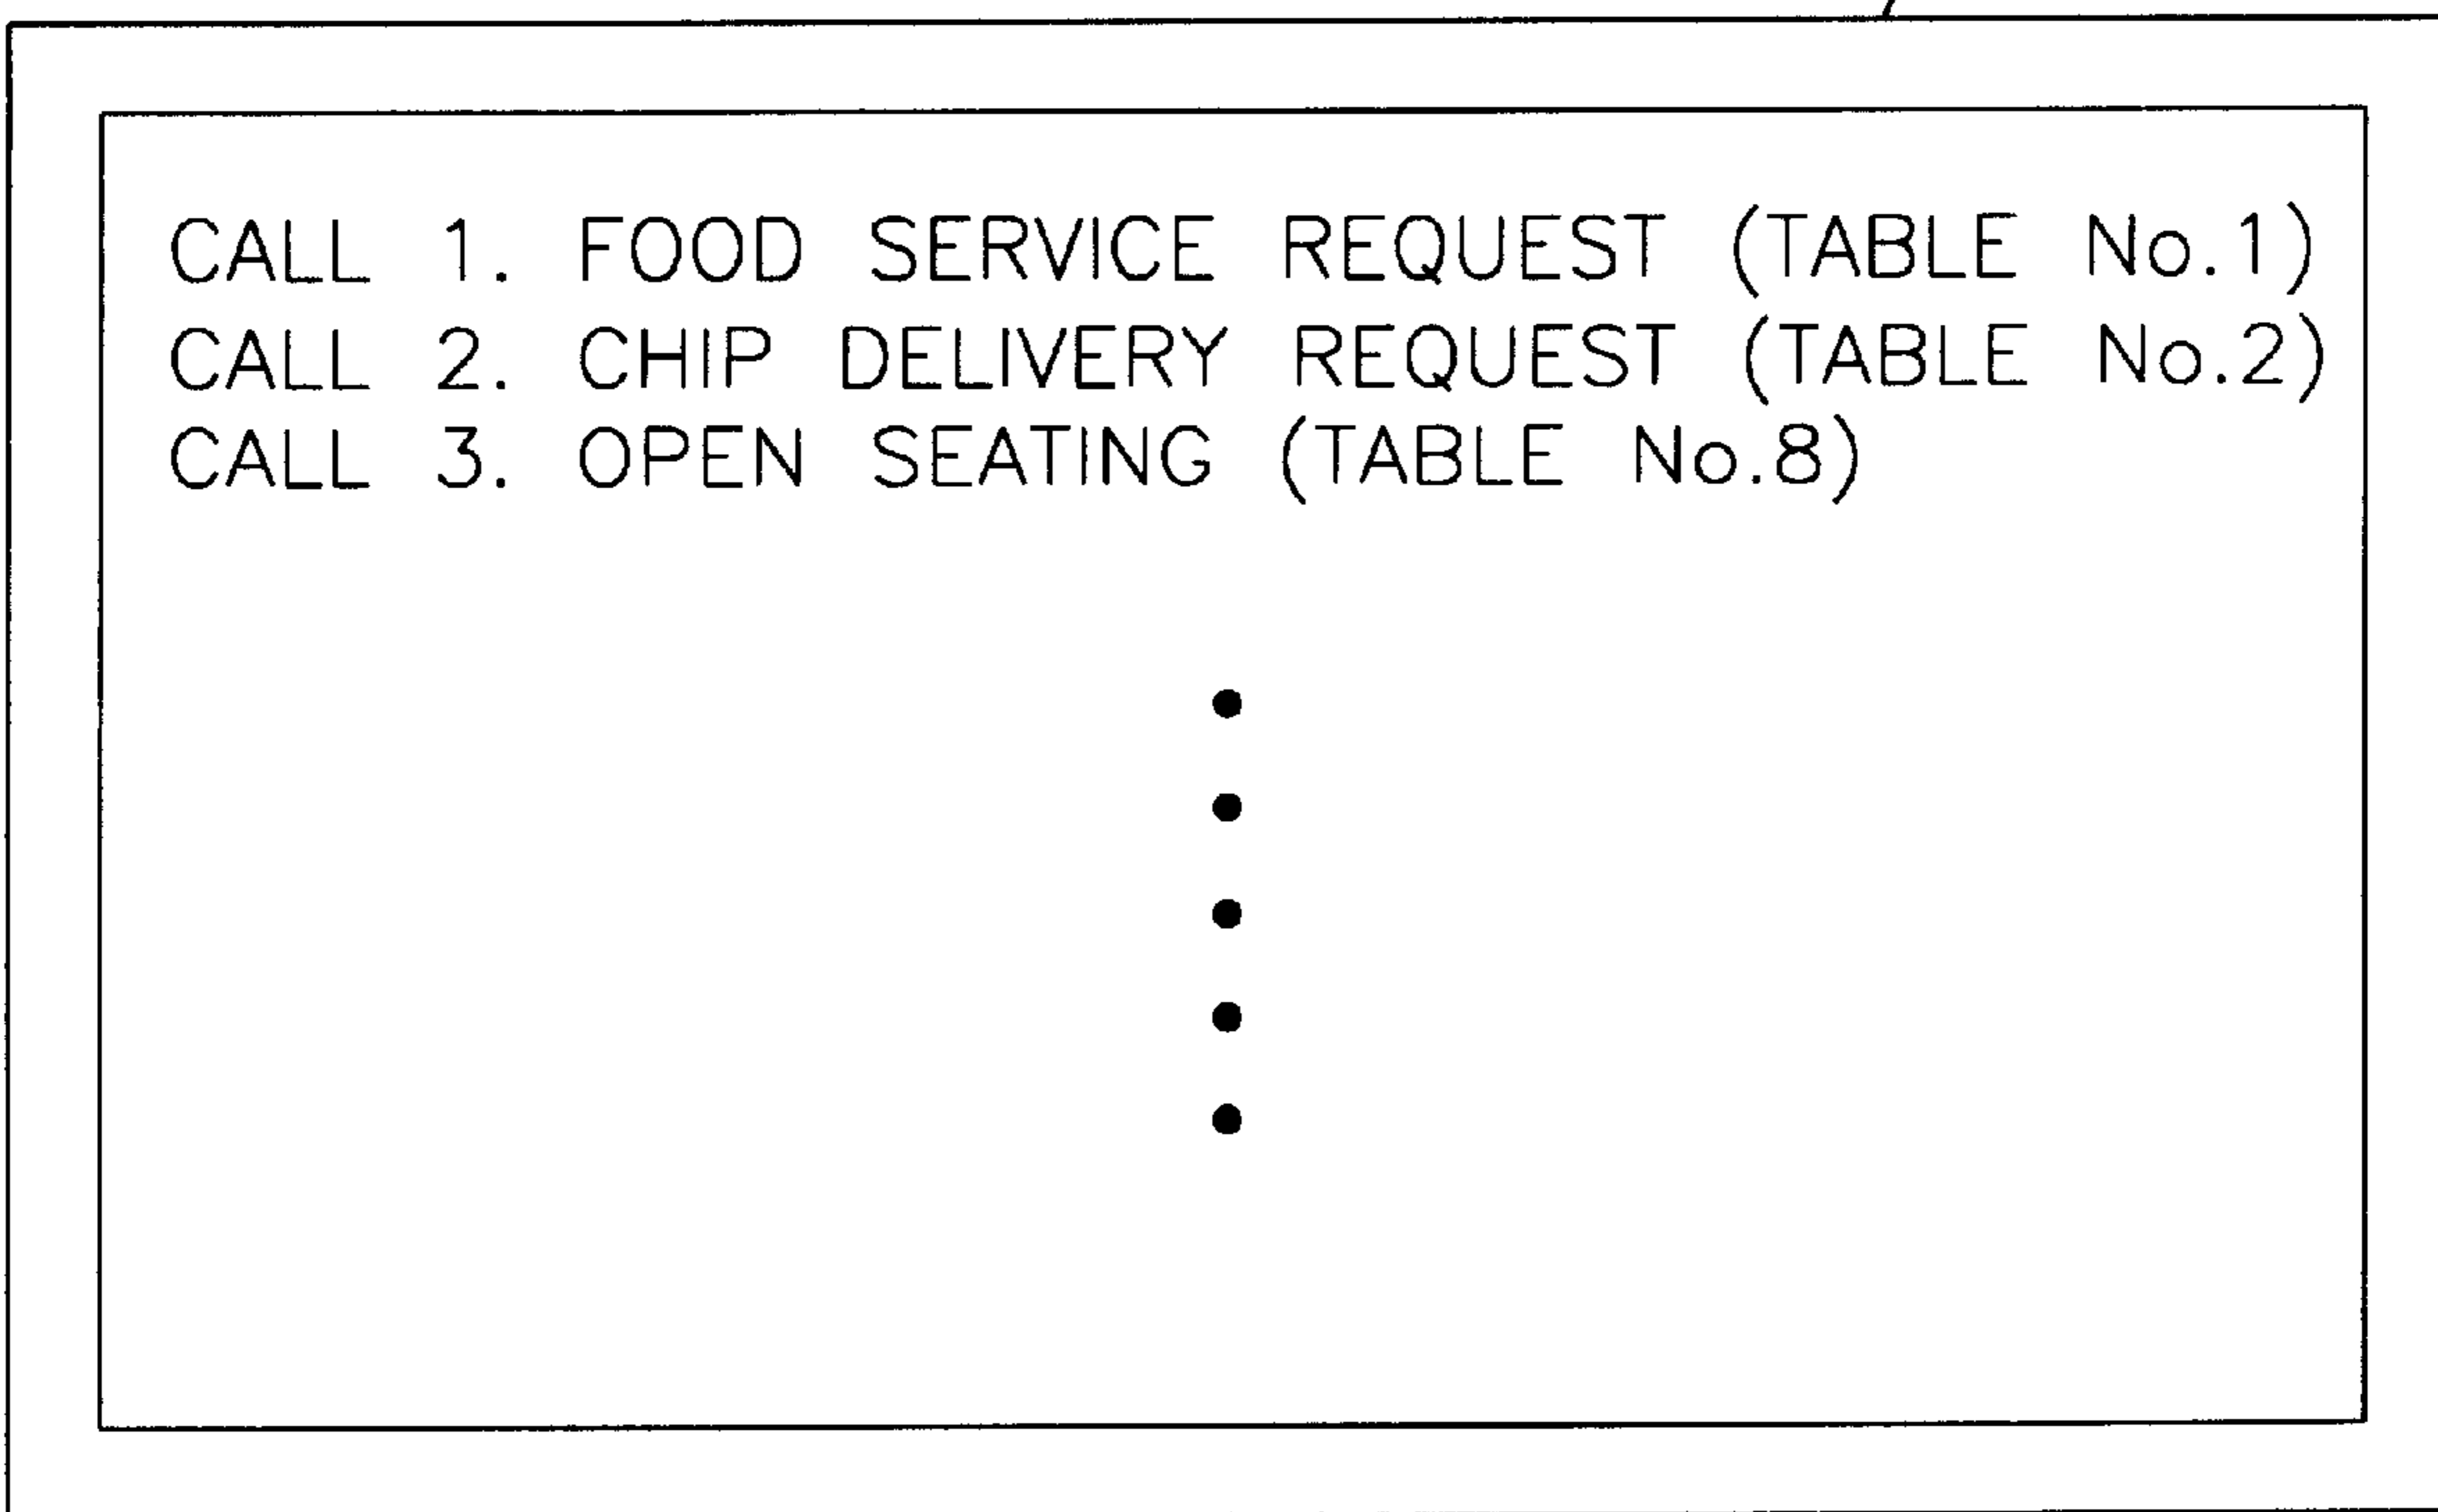 CALL 1. FOOD SERVICE REQUEST (TABLE No.1)
CALL 2. CHIP DELIVERY REQUEST (TABLE No.2)
CALL 3. OPEN SEATING (TABLE No.8)